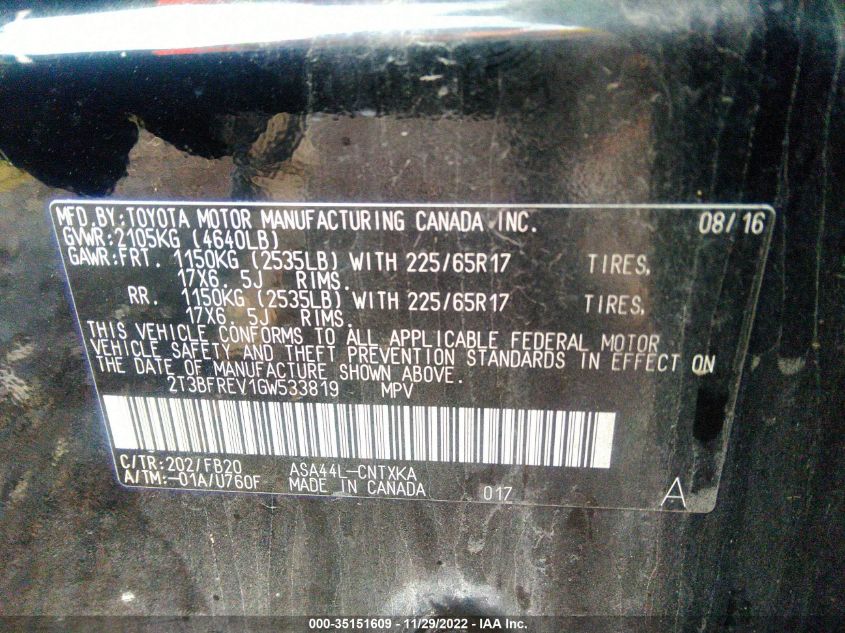 MFD.BY:TOYOTA MOTOR MANUFACTURING CANADA INC. 08/16
GVWR:2105KG (4640LB)
GAWR:FRT. 1150KG (2535LB) WITH 225/65R17 TIRES,
17X6.5J RIMS.
RR. 1150KG (2535LB) WITH 225/65R17 TIRES,
17X6.5J RIMS.
THIS VEHICLE CONFORMS TO ALL APPLICABLE FEDERAL MOTOR
VEHICLE SAFETY AND THEFT PREVENTION STANDARDS IN EFFECT ON
THE DATE OF MANUFACTURE SHOWN ABOVE.
2T3BFREV1GW533819 MPV
C/TR:202/FB20 ASA44L-CNTXKA
A/TM:-01A/U760F MADE IN CANADA 017 A
000-35151609 - 11/29/2022 - IAA Inc.